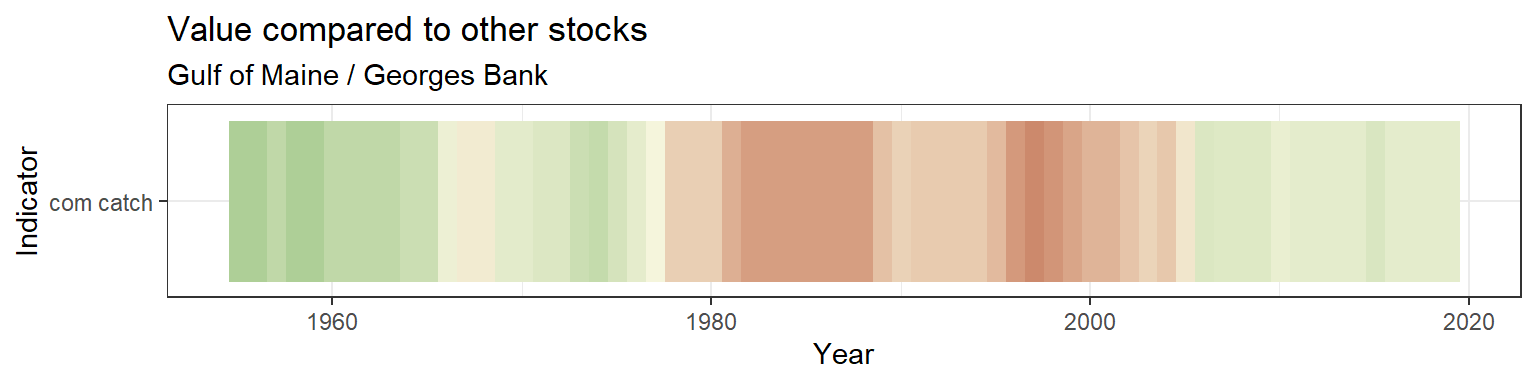 Value compared to other stocks
Gulf of Maine / Georges Bank
Indicator
com catch
1960 1980 2000 2020
Year